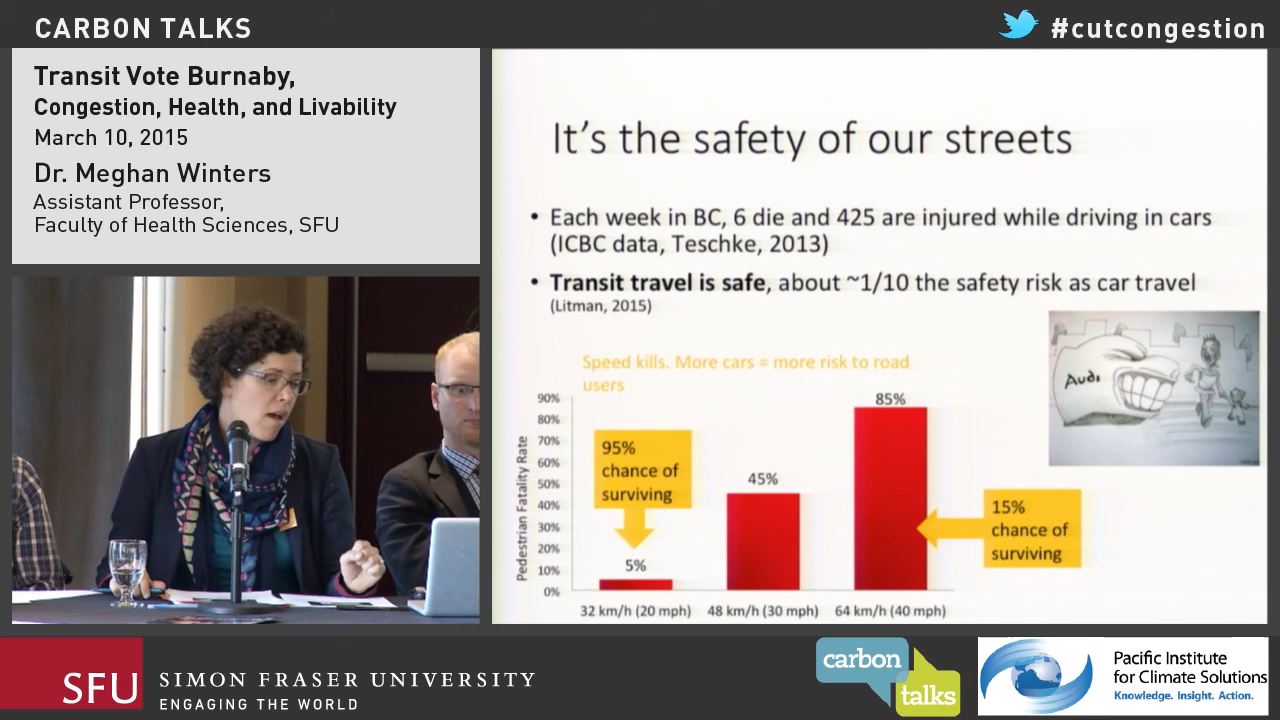 CARBON TALKS
#cutcongestion
Transit Vote Burnaby,
Congestion, Health, and Livability
March 10, 2015
Dr. Meghan Winters
Assistant Professor,
Faculty of Health Sciences, SFU
It's the safety of our streets
• Each week in BC, 6 die and 425 are injured while driving in cars
(ICBC data, Teschke, 2013)
• Transit travel is safe, about ~1/10 the safety risk as car travel
(Litman, 2015)
Speed kills. More cars = more risk to road
users
Pedestrian Fatality Rate
90%
80%
70%
60%
50%
40%
30%
20%
10%
0%
95%
chance of
surviving
5%
45%
85%
15%
chance of
surviving
32 km/h (20 mph)
48 km/h (30 mph)
64 km/h (40 mph)
Audi
SFU
SIMON FRASER UNIVERSITY
ENGAGING THE WORLD
carbon
talks
Pacific Institute
for Climate Solutions
Knowledge. Insight. Action.